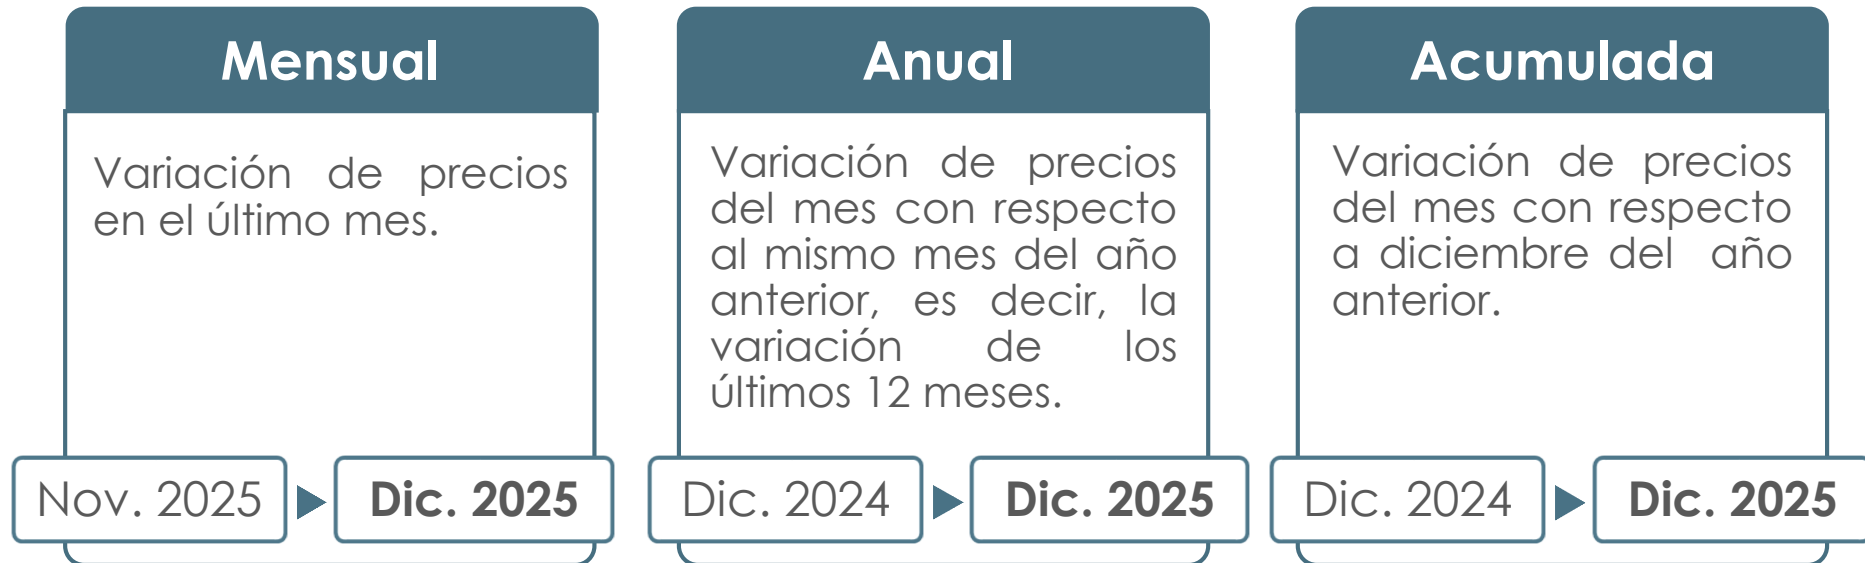 Mensual
Variación de precios
en el último mes.
Nov. 2025
Dic. 2025
Anual
Variación de precios
del mes con respecto
al mismo mes del año
anterior, es decir, la
variación de los
últimos 12 meses.
Dic. 2024
Dic. 2025
Acumulada
Variación de precios
del mes con respecto
a diciembre del año
anterior.
Dic. 2024
Dic. 2025